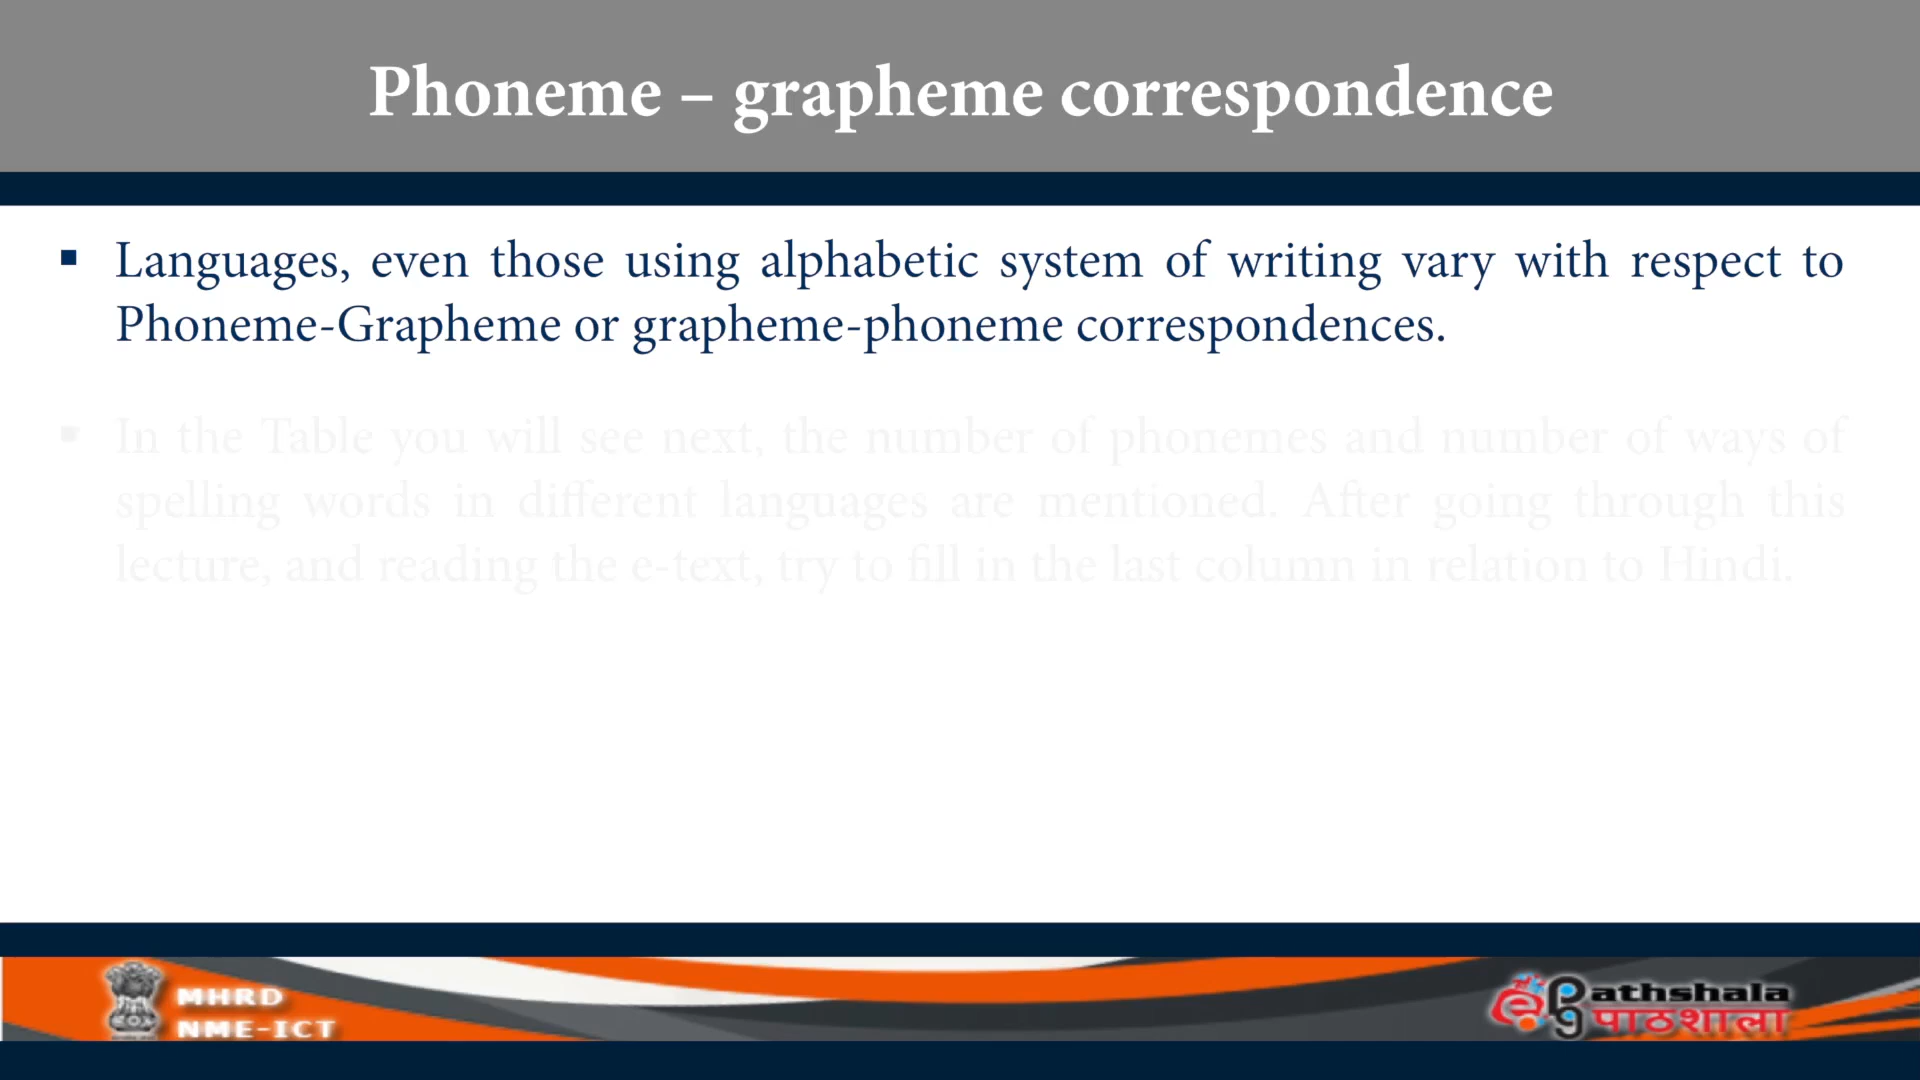 Phoneme – grapheme correspondence
▪ Languages, even those using alphabetic system of writing vary with respect to
Phoneme-Grapheme or grapheme-phoneme correspondences.
▪ In the Table you will see next, the number of phonemes and number of ways of
spelling words in different languages are mentioned. After going through this
lecture, and reading the e-text, try to fill in the last column in relation to Hindi.
MHRD
NME-ICT
athshala
पाठशाला